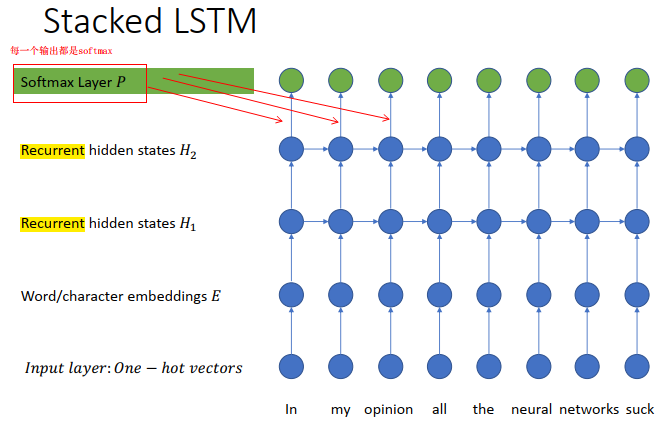 Stacked LSTM
每一个输出都是softmax
Softmax Layer P
Recurrent hidden states H₂
Recurrent hidden states H₁
Word/character embeddings E
Input layer: One − hot vectors
In my opinion all the neural networks suck